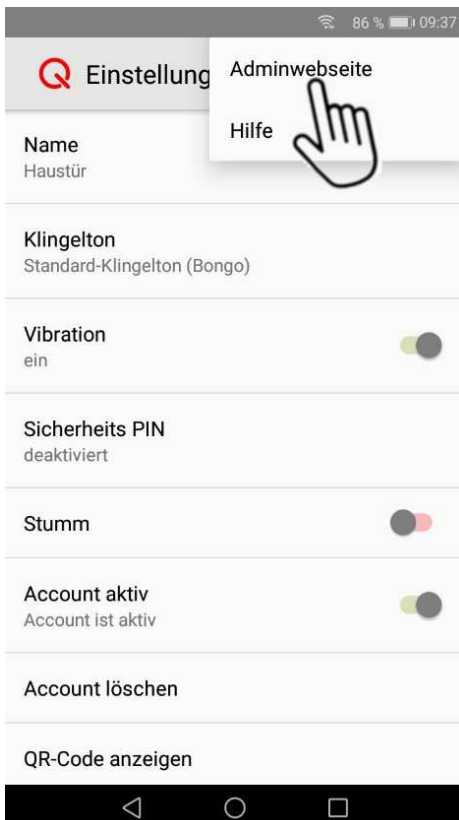 86 % 09:37
Einstellung
Adminwebseite
Hilfe
Name
Haustür
Klingelton
Standard-Klingelton (Bongo)
Vibration
ein
Sicherheits PIN
deaktiviert
Stumm
Account aktiv
Account ist aktiv
Account löschen
QR-Code anzeigen